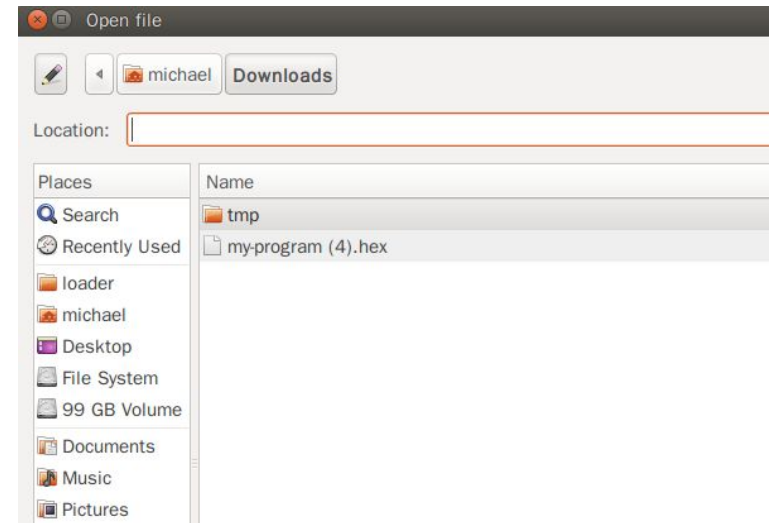 Open file
michael Downloads
Location:
Places Name
Search tmp
Recently Used my-program (4).hex
loader
michael
Desktop
File System
99 GB Volume
Documents
Music
Pictures